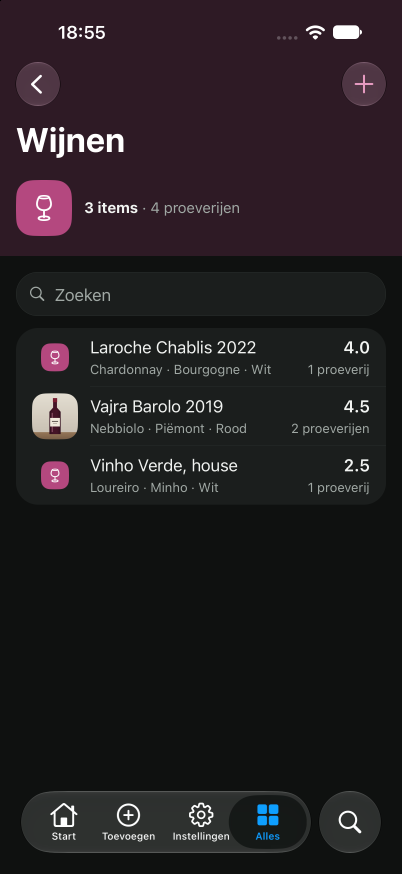 18:55
Wijnen
3 items · 4 proeverijen
Zoeken
Laroche Chablis 2022 4.0
Chardonnay · Bourgogne · Wit 1 proeverij
Vajra Barolo 2019 4.5
Nebbiolo · Piëmont · Rood 2 proeverijen
Vinho Verde, house 2.5
Loureiro · Minho · Wit 1 proeverij
Start Toevoegen Instellingen Alles